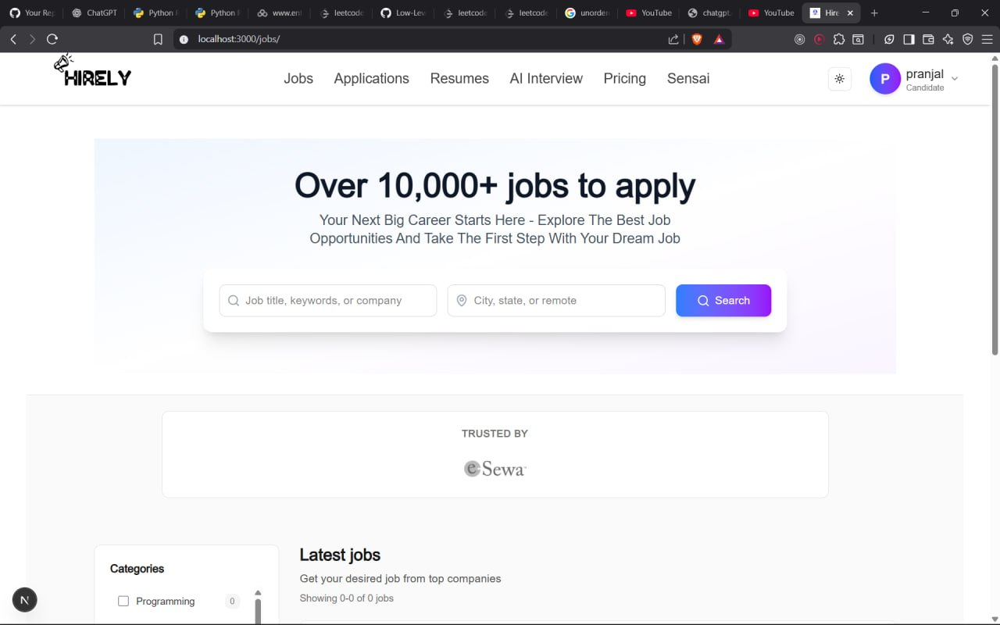 Your Rep
ChatGPT
Python F
Python F
www.ent
leetcode
Low-Lev
leetcode
leetcode
unorder
YouTube
chatgpt.
YouTube
Hire
localhost:3000/jobs/
HIRELY
Jobs
Applications
Resumes
AI Interview
Pricing
Sensai
P
pranjal
Candidate
Over 10,000+ jobs to apply
Your Next Big Career Starts Here - Explore The Best Job
Opportunities And Take The First Step With Your Dream Job
Job title, keywords, or company
City, state, or remote
Search
TRUSTED BY
eSewa
Categories
Programming
0
Latest jobs
Get your desired job from top companies
Showing 0-0 of 0 jobs
N